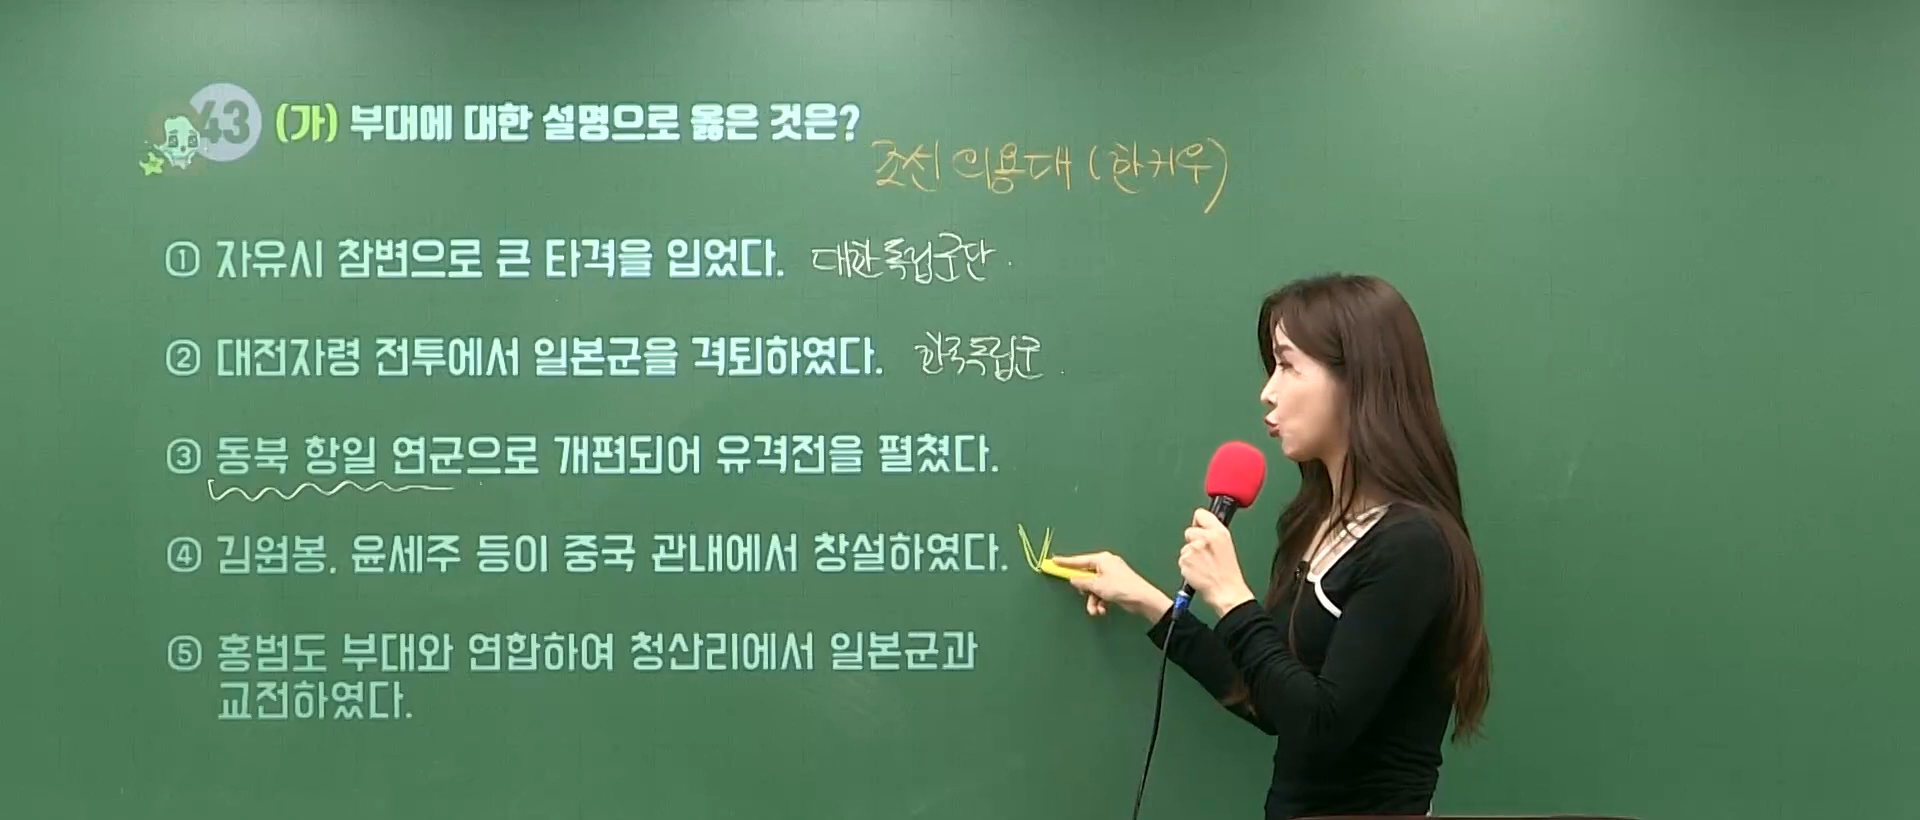 43 (가) 부대에 대한 설명으로 옳은 것은?
조선의용대 (한커우)
① 자유시 참변으로 큰 타격을 입었다. 대한독립군단.
② 대전자령 전투에서 일본군을 격퇴하였다. 한국독립군.
③ 동북 항일 연군으로 개편되어 유격전을 펼쳤다.
④ 김원봉, 윤세주 등이 중국 관내에서 창설하였다.
⑤ 홍범도 부대와 연합하여 청산리에서 일본군과
교전하였다.